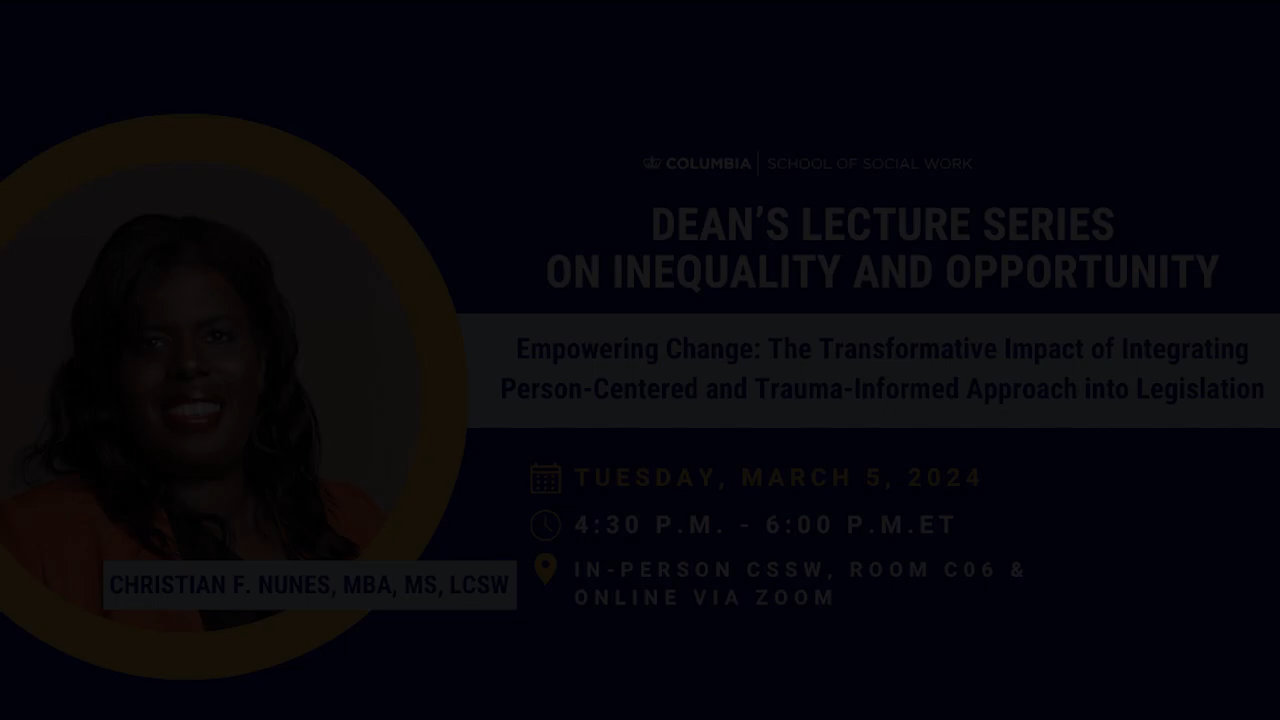 COLUMBIA | SCHOOL OF SOCIAL WORK
DEAN'S LECTURE SERIES
ON INEQUALITY AND OPPORTUNITY
Empowering Change: The Transformative Impact of Integrating
Person-Centered and Trauma-Informed Approach into Legislation
TUESDAY, MARCH 5, 2024
4:30 P.M. - 6:00 P.M.ET
IN-PERSON CSSW, ROOM C06 &
ONLINE VIA ZOOM
CHRISTIAN F. NUNES, MBA, MS, LCSW